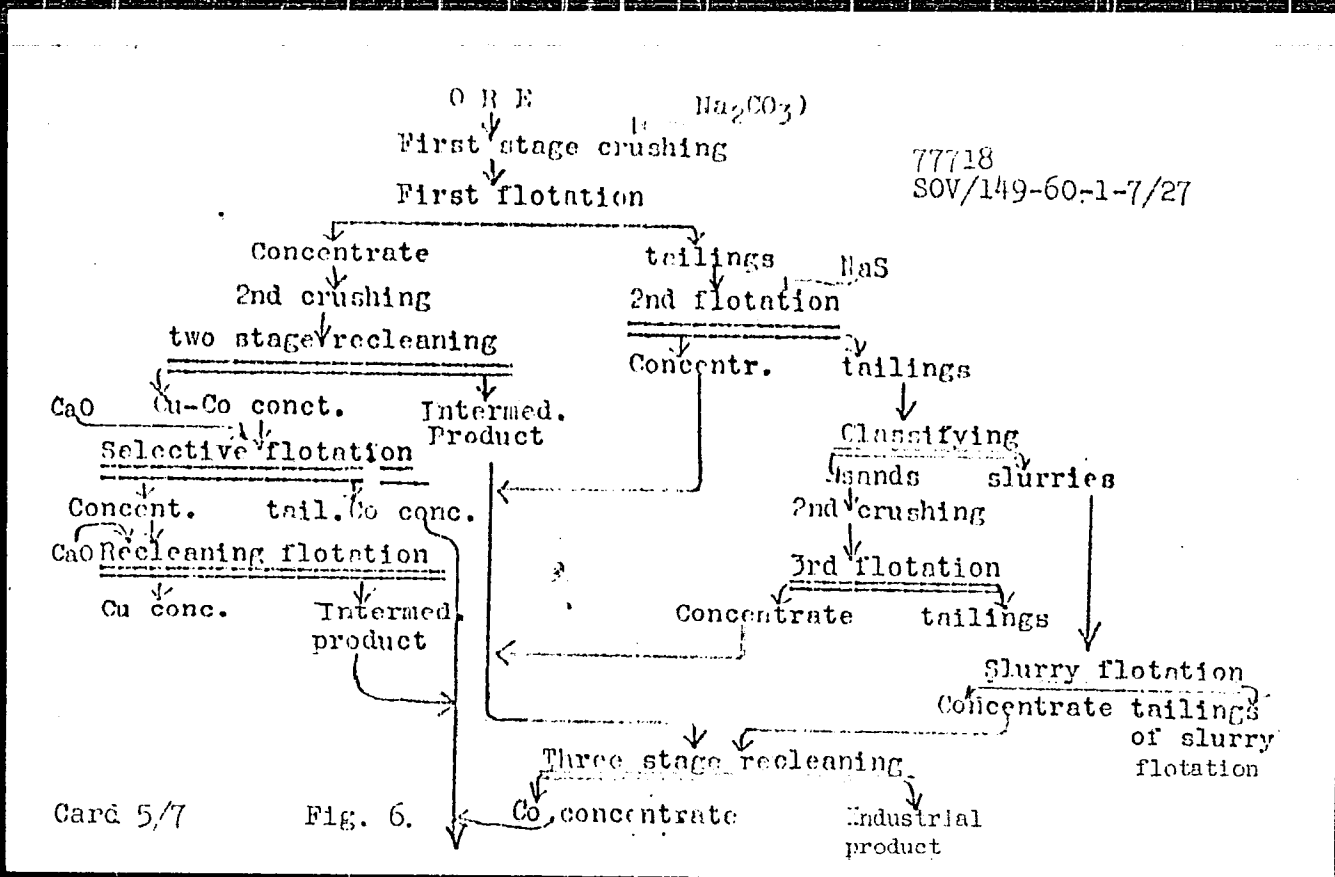 O R E
Na2CO3)
First stage crushing
77718
SOV/149-60-1-7/27
First flotation
Concentrate
tailings
NaS
2nd crushing
2nd flotation
two stage recleaning
Concentr.
tailings
CaO
Cu-Co conct.
Intermed.
Product
Classifying
Selective flotation
sands
slurries
Concent.
tail. Co conc.
2nd crushing
CaO
Recleaning flotation
3rd flotation
Cu conc.
Intermed.
product
Concentrate
tailings
Slurry flotation
Concentrate
tailings
of slurry
flotation
Three stage recleaning
Co concentrate
Industrial
product
Card 5/7
Fig. 6.